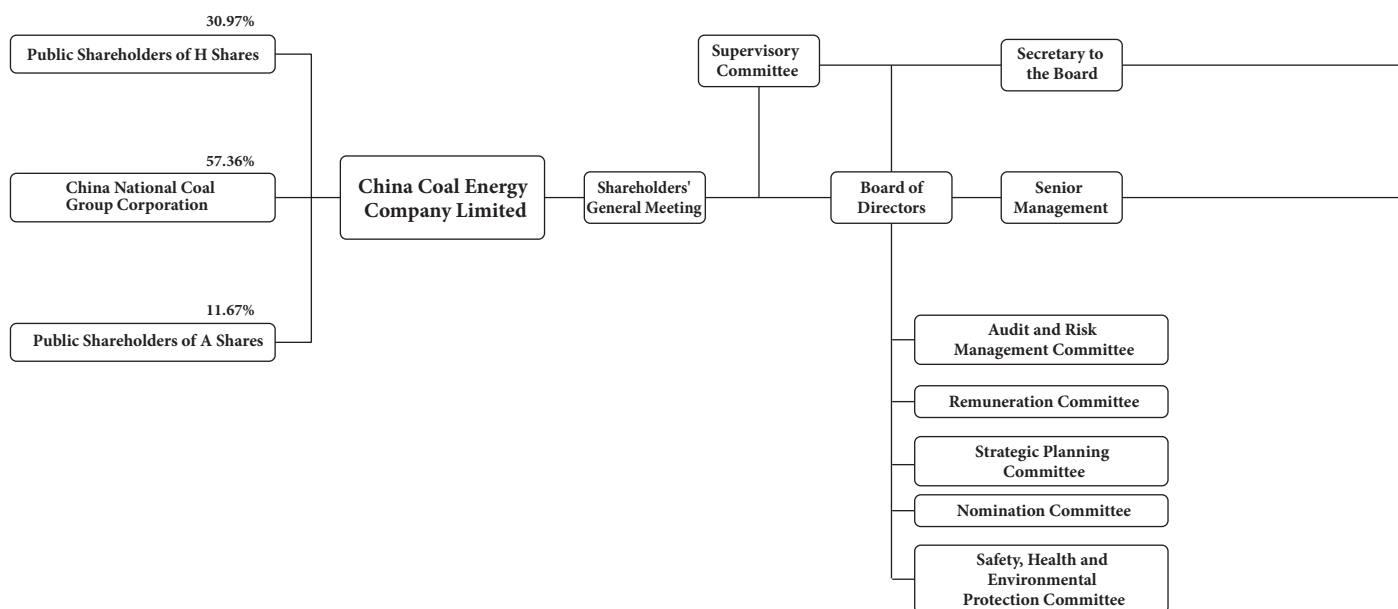 30.97%
Public Shareholders of H Shares
57.36%
China National Coal
Group Corporation
11.67%
Public Shareholders of A Shares
China Coal Energy
Company Limited
Shareholders'
General Meeting
Supervisory
Committee
Board of
Directors
Secretary to
the Board
Senior
Management
Audit and Risk
Management Committee
Remuneration Committee
Strategic Planning
Committee
Nomination Committee
Safety, Health and
Environmental
Protection Committee